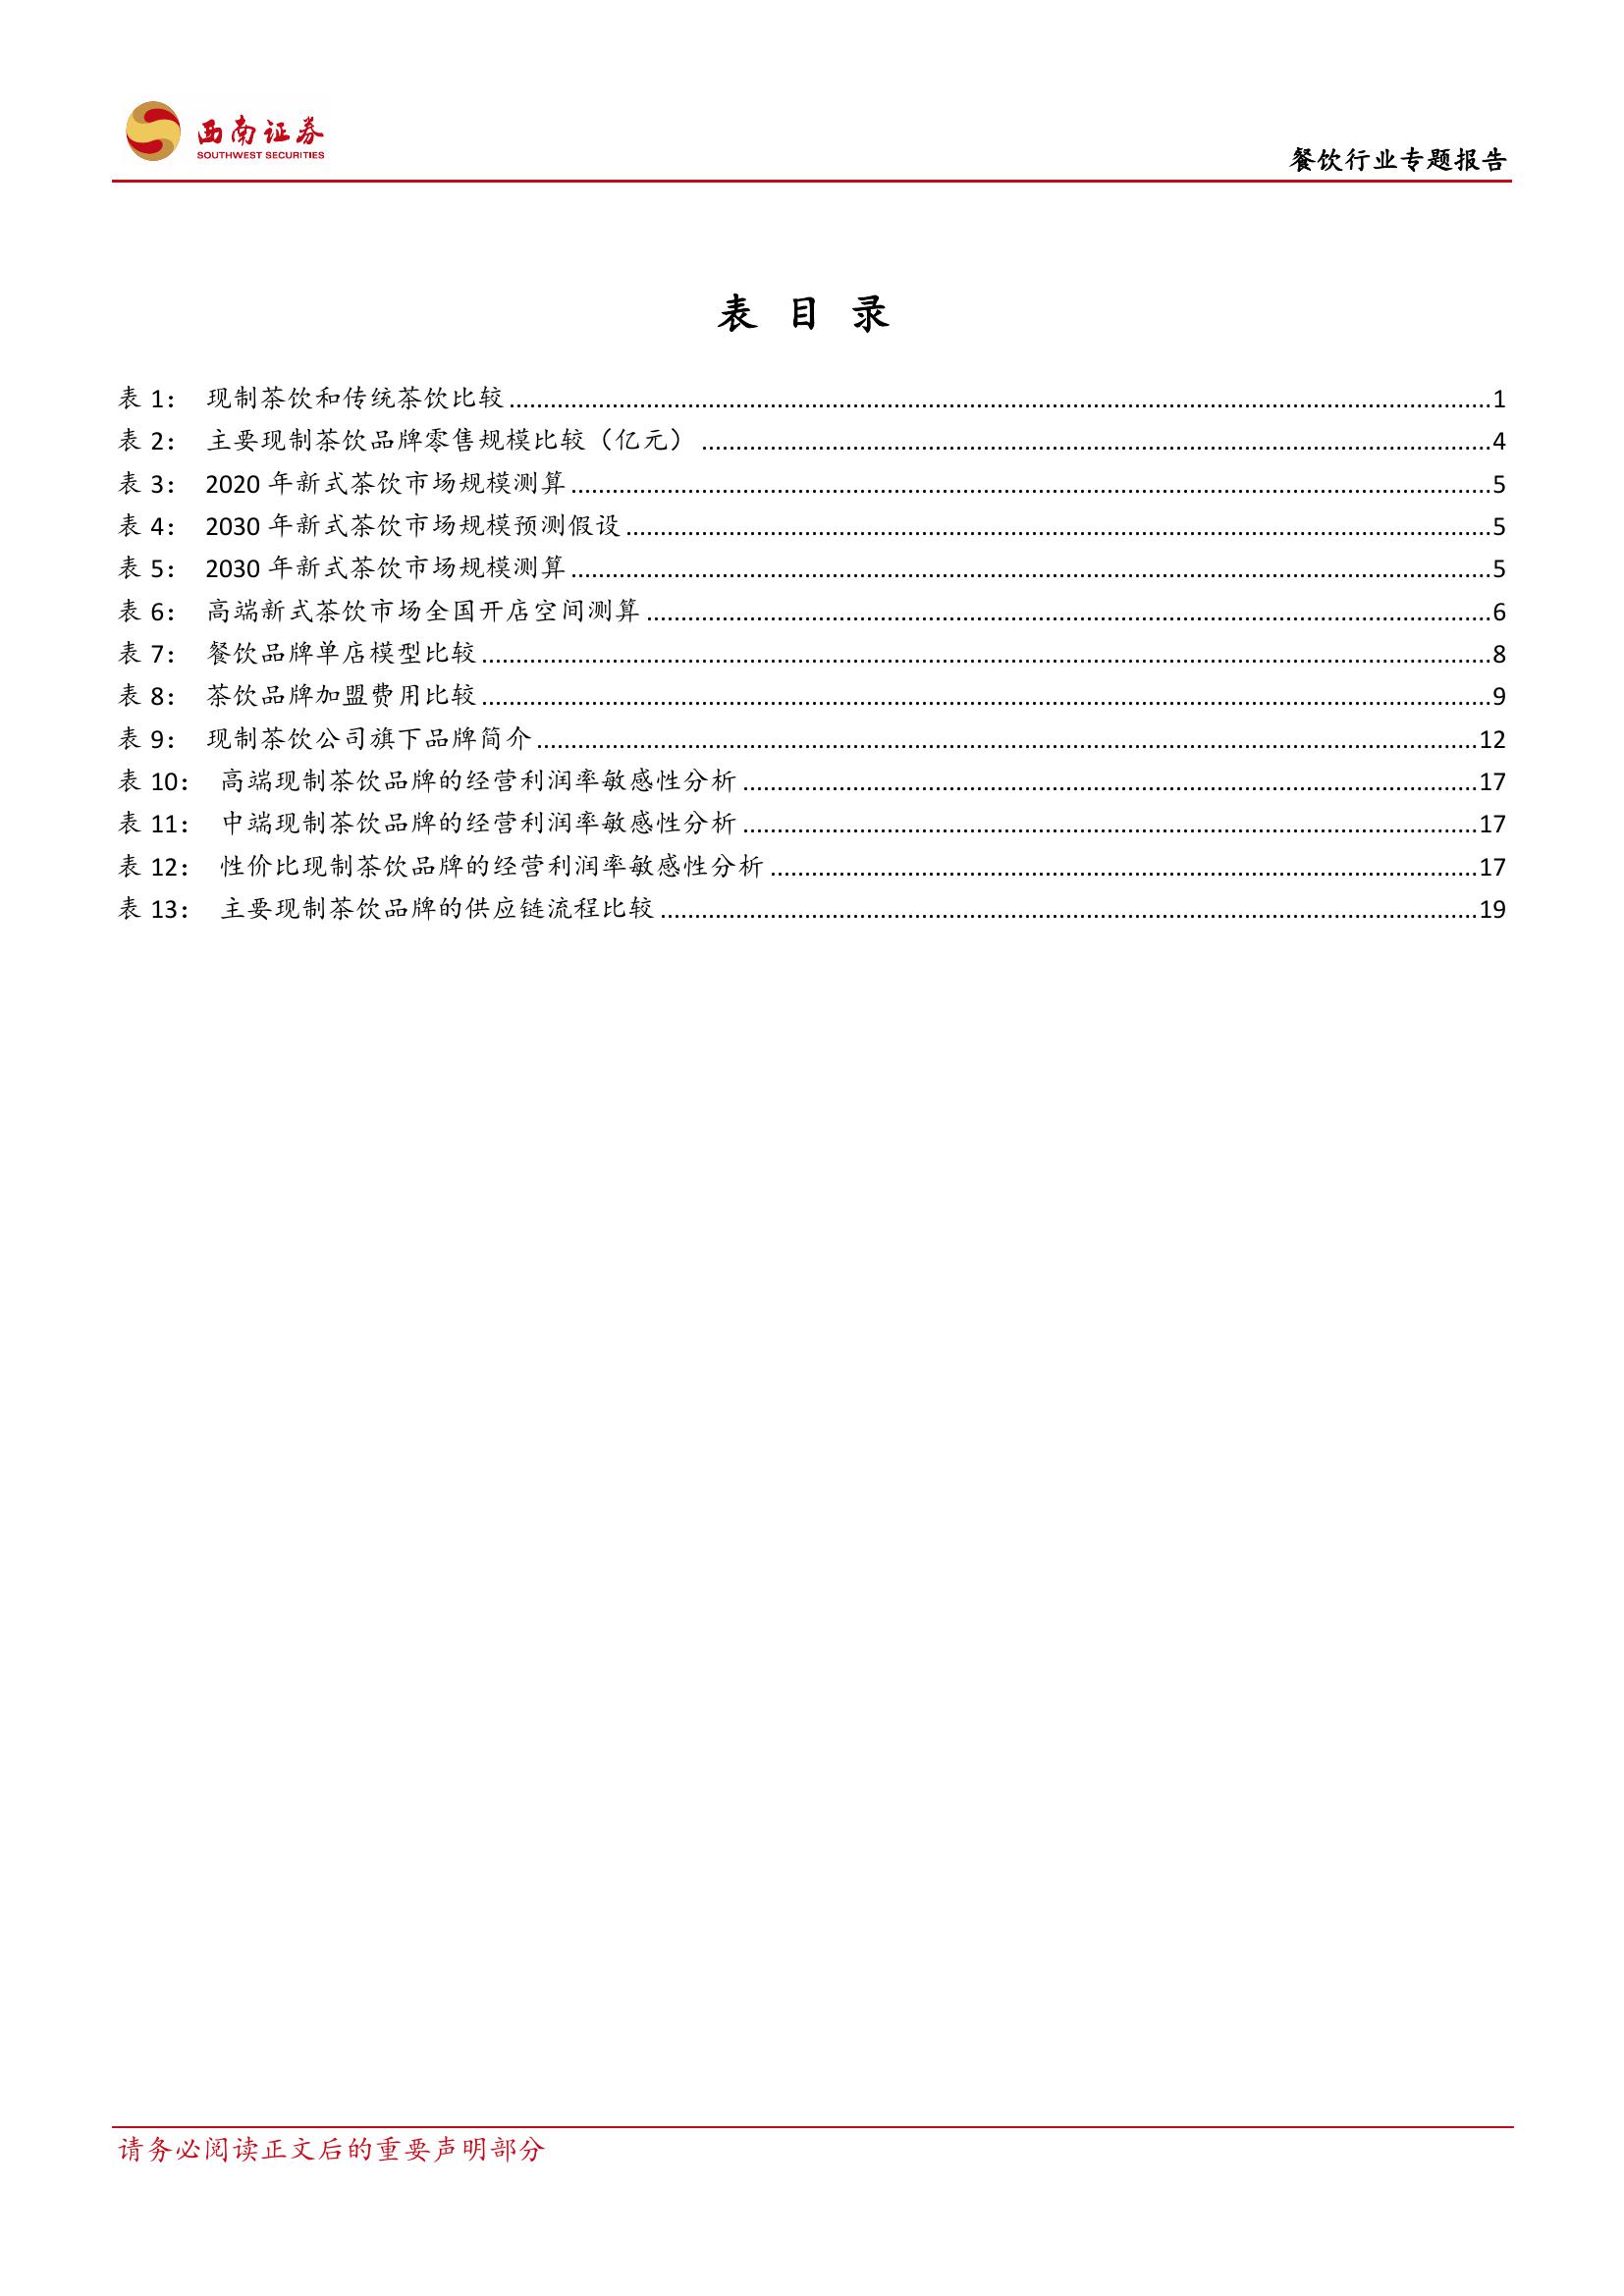 西南证券
SOUTHWEST SECURITIES
餐饮行业专题报告
表 目 录
表 1： 现制茶饮和传统茶饮比较........................................1
表 2： 主要现制茶饮品牌零售规模比较（亿元）........................................4
表 3： 2020 年新式茶饮市场规模测算........................................5
表 4： 2030 年新式茶饮市场规模预测假设........................................5
表 5： 2030 年新式茶饮市场规模测算........................................5
表 6： 高端新式茶饮市场全国开店空间测算........................................6
表 7： 餐饮品牌单店模型比较........................................8
表 8： 茶饮品牌加盟费用比较........................................9
表 9： 现制茶饮公司旗下品牌简介........................................12
表 10： 高端现制茶饮品牌的经营利润率敏感性分析........................................17
表 11： 中端现制茶饮品牌的经营利润率敏感性分析........................................17
表 12： 性价比现制茶饮品牌的经营利润率敏感性分析........................................17
表 13： 主要现制茶饮品牌的供应链流程比较........................................19
请务必阅读正文后的重要声明部分